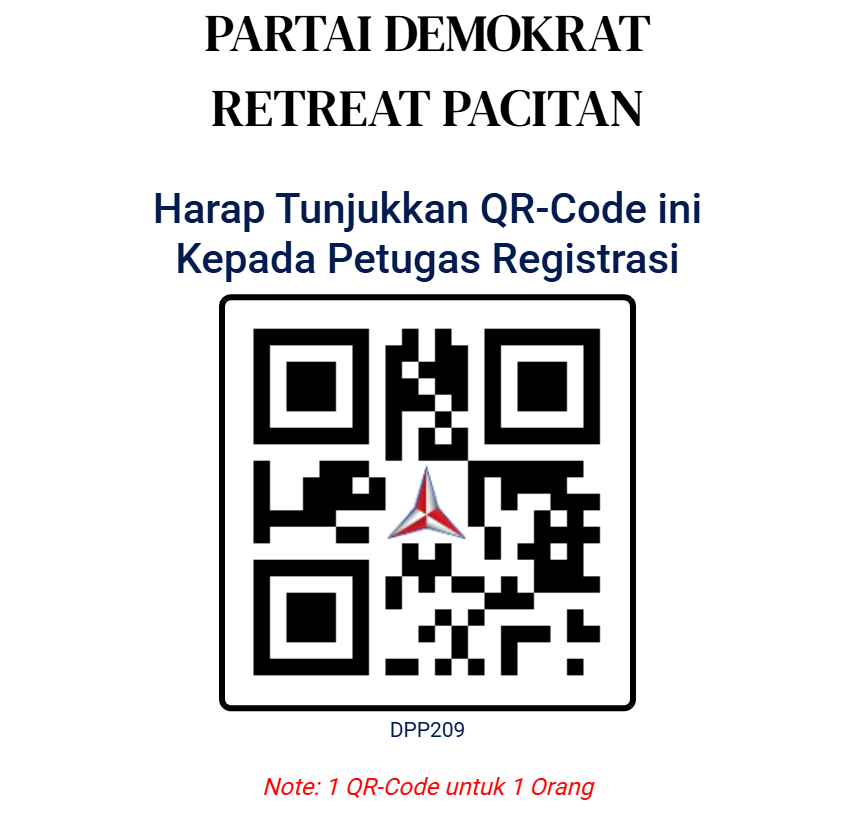 PARTAI DEMOKRAT
RETREAT PACITAN
Harap Tunjukkan QR-Code ini
Kepada Petugas Registrasi
DPP209
Note: 1 QR-Code untuk 1 Orang